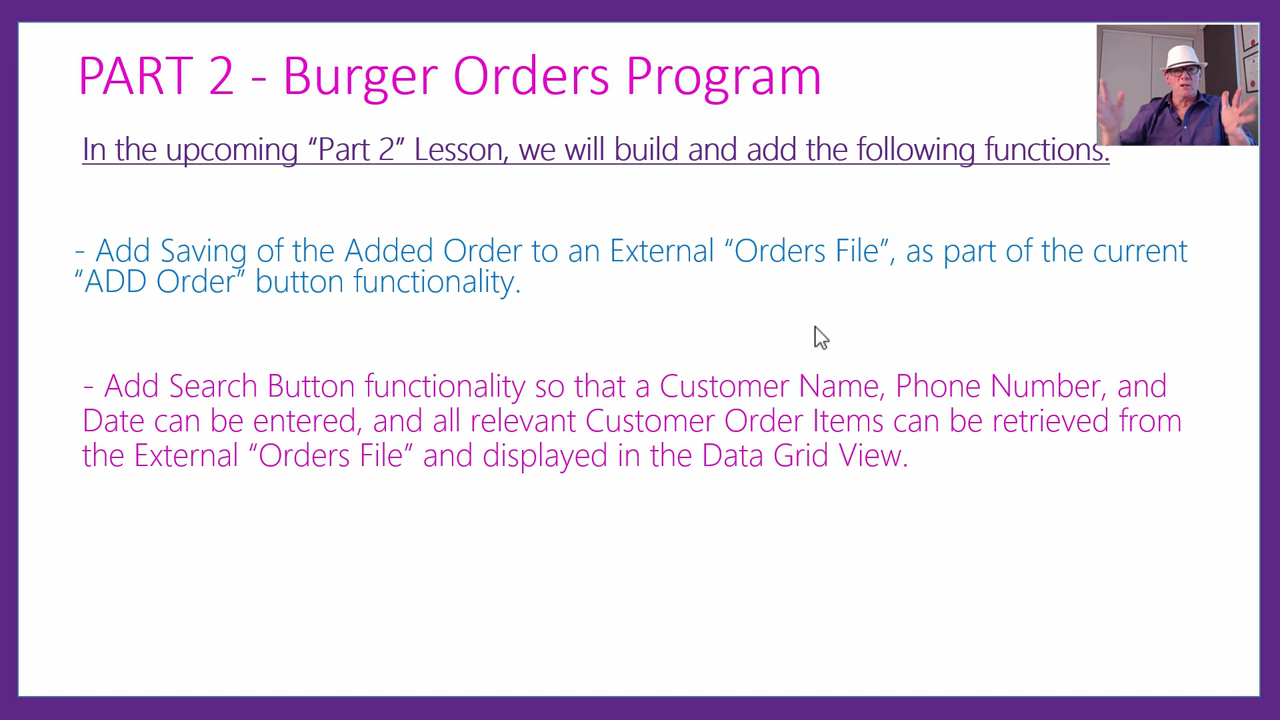 PART 2 - Burger Orders Program
In the upcoming “Part 2” Lesson, we will build and add the following functions.
- Add Saving of the Added Order to an External “Orders File”, as part of the current
“ADD Order” button functionality.
- Add Search Button functionality so that a Customer Name, Phone Number, and
Date can be entered, and all relevant Customer Order Items can be retrieved from
the External “Orders File” and displayed in the Data Grid View.